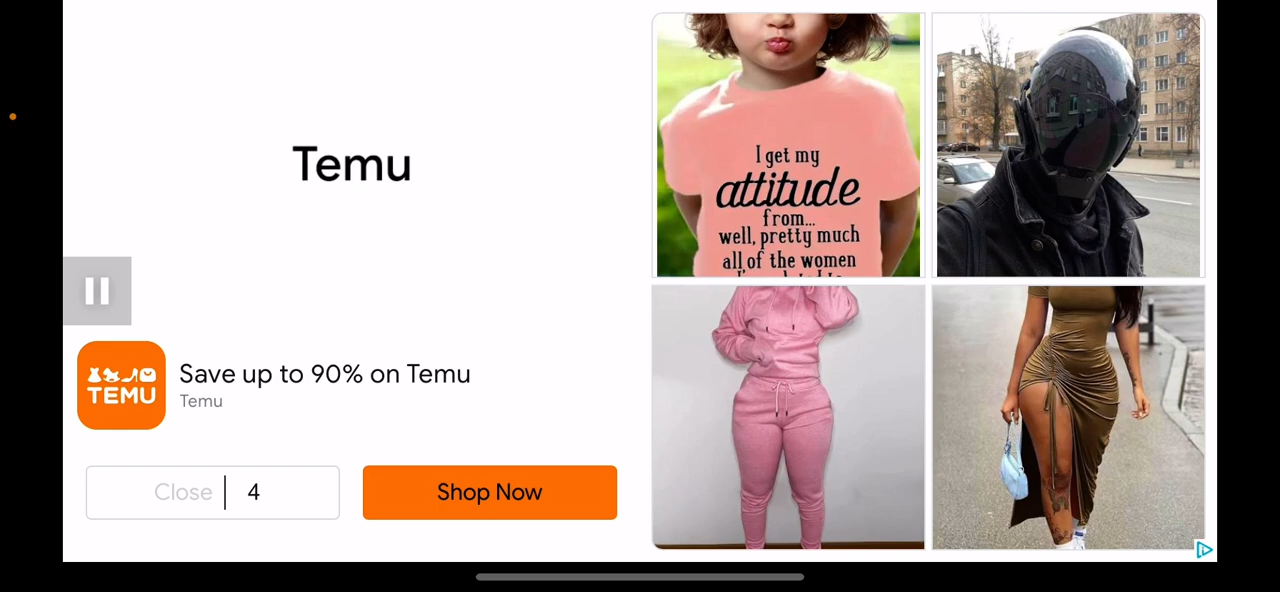 Temu
TEMU
Save up to 90% on Temu
Temu
Close
4
Shop Now
I get my
attitude
from...
well, pretty much
all of the women